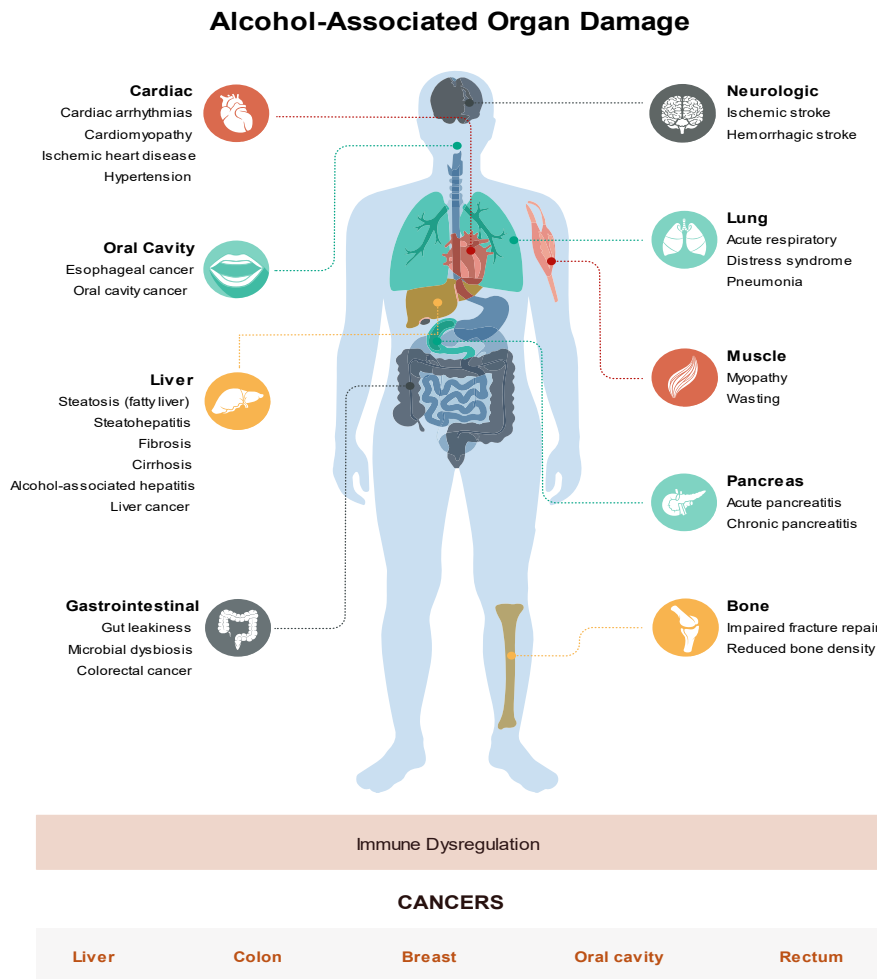 Alcohol-Associated Organ Damage
Cardiac
Cardiac arrhythmias
Cardiomyopathy
Ischemic heart disease
Hypertension
Oral Cavity
Esophageal cancer
Oral cavity cancer
Liver
Steatosis (fatty liver)
Steatohepatitis
Fibrosis
Cirrhosis
Alcohol-associated hepatitis
Liver cancer
Gastrointestinal
Gut leakiness
Microbial dysbiosis
Colorectal cancer
Neurologic
Ischemic stroke
Hemorrhagic stroke
Lung
Acute respiratory
Distress syndrome
Pneumonia
Muscle
Myopathy
Wasting
Pancreas
Acute pancreatitis
Chronic pancreatitis
Bone
Impaired fracture repair
Reduced bone density
Immune Dysregulation
CANCERS
Liver Colon Breast Oral cavity Rectum